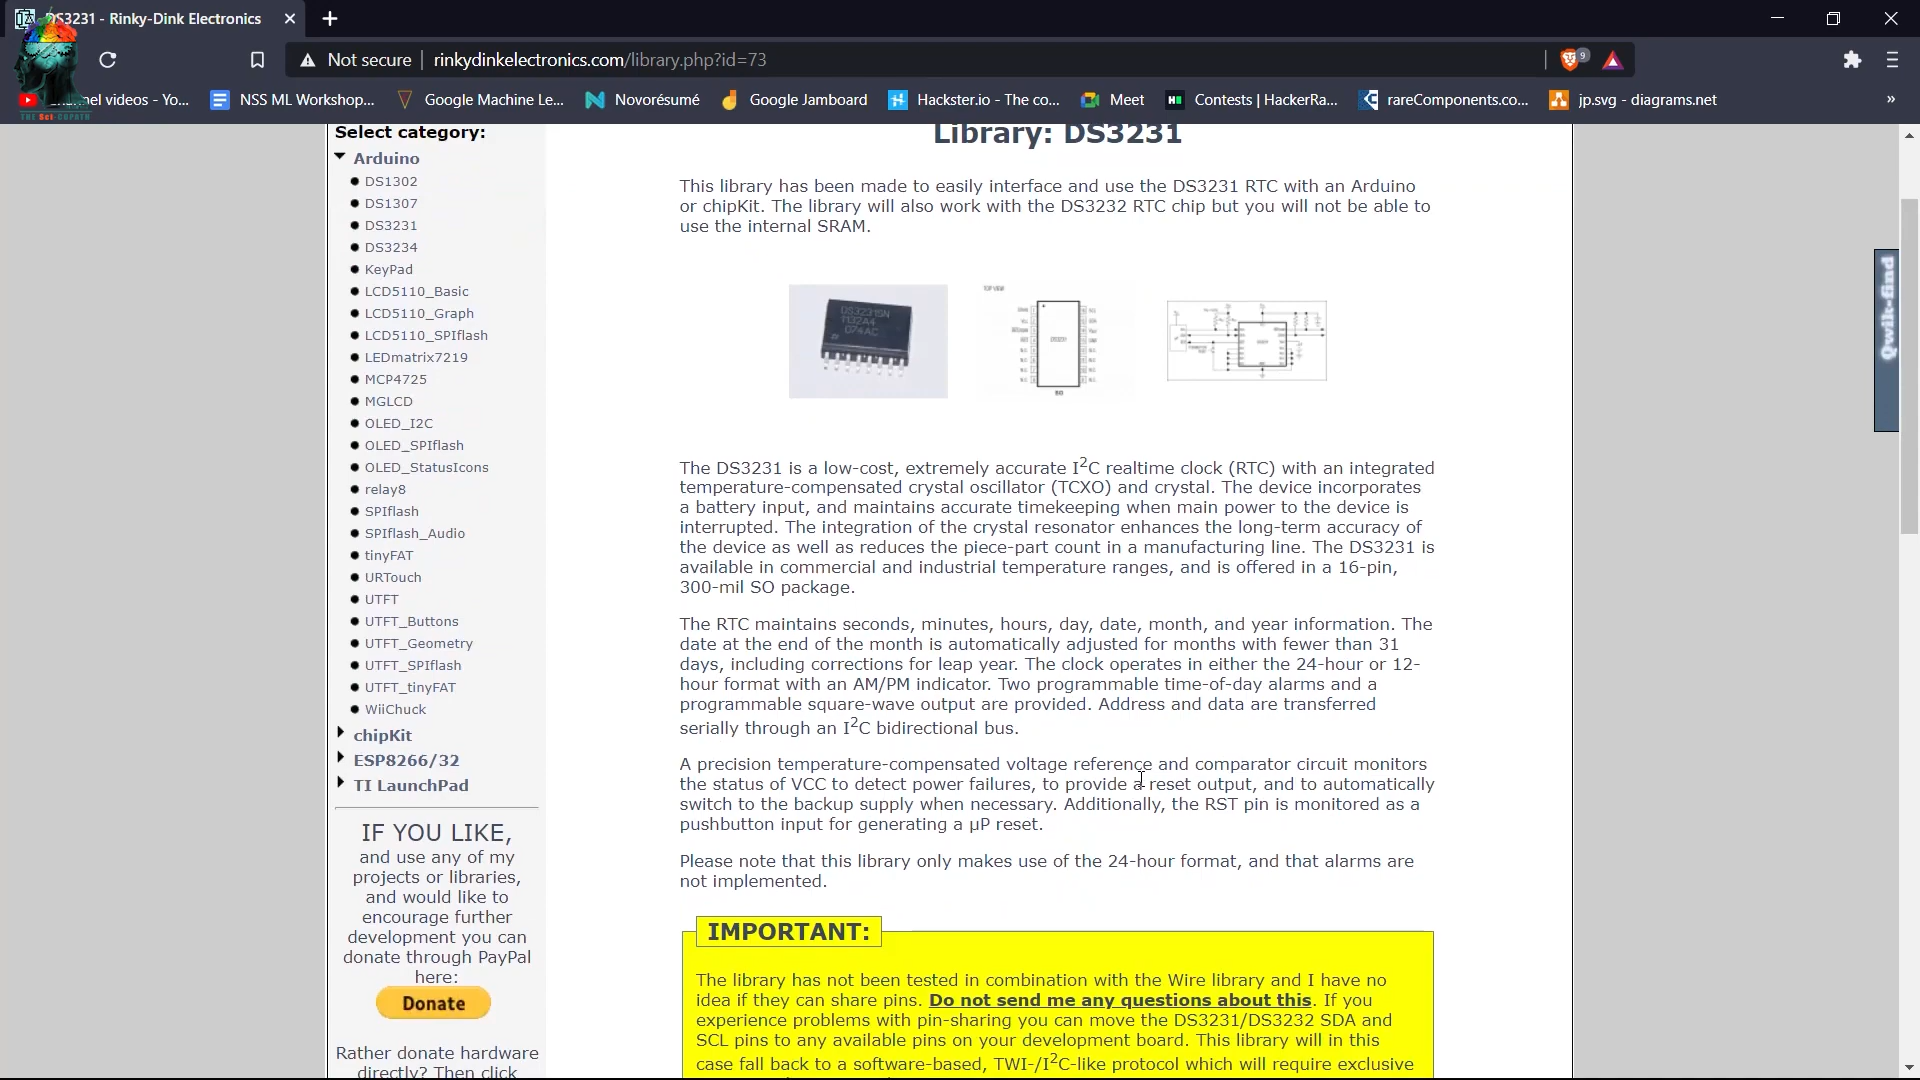 DS3231 - Rinky-Dink Electronics
Not secure
rinkydinkelectronics.com/library.php?id=73
9
nel videos - Yo...
NSS ML Workshop...
Google Machine Le...
Novorésumé
Google Jamboard
Hackster.io - The co...
Meet
Contests | HackerRa...
rareComponents.co...
jp.svg - diagrams.net
»
THE Sci-COPATH
Select category:
Arduino
DS1302
DS1307
DS3231
DS3234
KeyPad
LCD5110_Basic
LCD5110_Graph
LCD5110_SPIflash
LEDmatrix7219
MCP4725
MGLCD
OLED_I2C
OLED_SPIflash
OLED_StatusIcons
relay8
SPIflash
SPIflash_Audio
tinyFAT
URTouch
UTFT
UTFT_Buttons
UTFT_Geometry
UTFT_SPIflash
UTFT_tinyFAT
WiiChuck
chipKit
ESP8266/32
TI LaunchPad
IF YOU LIKE,
and use any of my
projects or libraries,
and would like to
encourage further
development you can
donate through PayPal
here:
Donate
Rather donate hardware
directly? Then click
Library: DS3231
This library has been made to easily interface and use the DS3231 RTC with an Arduino
or chipKit. The library will also work with the DS3232 RTC chip but you will not be able to
use the internal SRAM.
DS3231SN
1132A4
074AC
TOP VIEW
DS3231
SO
The DS3231 is a low-cost, extremely accurate I2C realtime clock (RTC) with an integrated
temperature-compensated crystal oscillator (TCXO) and crystal. The device incorporates
a battery input, and maintains accurate timekeeping when main power to the device is
interrupted. The integration of the crystal resonator enhances the long-term accuracy of
the device as well as reduces the piece-part count in a manufacturing line. The DS3231 is
available in commercial and industrial temperature ranges, and is offered in a 16-pin,
300-mil SO package.
The RTC maintains seconds, minutes, hours, day, date, month, and year information. The
date at the end of the month is automatically adjusted for months with fewer than 31
days, including corrections for leap year. The clock operates in either the 24-hour or 12-
hour format with an AM/PM indicator. Two programmable time-of-day alarms and a
programmable square-wave output are provided. Address and data are transferred
serially through an I2C bidirectional bus.
A precision temperature-compensated voltage reference and comparator circuit monitors
the status of VCC to detect power failures, to provide a reset output, and to automatically
switch to the backup supply when necessary. Additionally, the RST pin is monitored as a
pushbutton input for generating a µP reset.
Please note that this library only makes use of the 24-hour format, and that alarms are
not implemented.
IMPORTANT:
The library has not been tested in combination with the Wire library and I have no
idea if they can share pins. Do not send me any questions about this. If you
experience problems with pin-sharing you can move the DS3231/DS3232 SDA and
SCL pins to any available pins on your development board. This library will in this
case fall back to a software-based, TWI-/I2C-like protocol which will require exclusive
Qwik-find